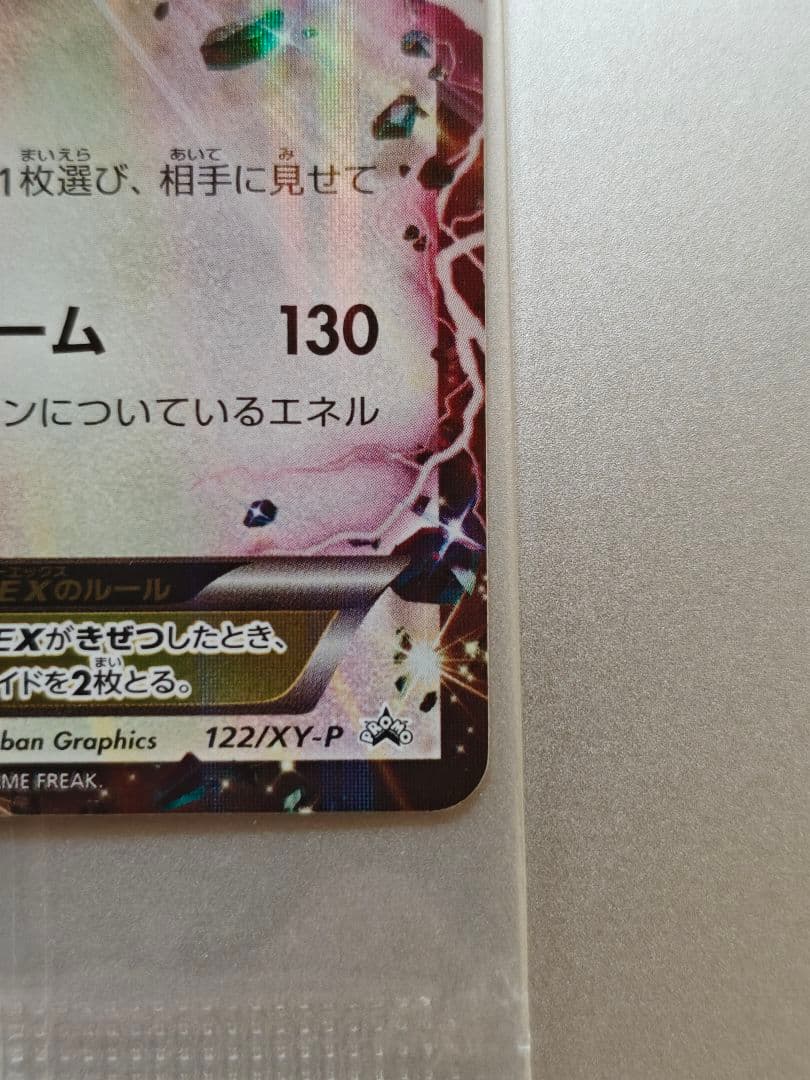 まいえら あいて み
1枚選び、相手に見せて
ーム 130
ンについているエネル
エックス
EXのルール
EXがきぜつしたとき、
まい
イドを2枚とる。
ban Graphics 122/XY-P PROMO
ME FREAK.